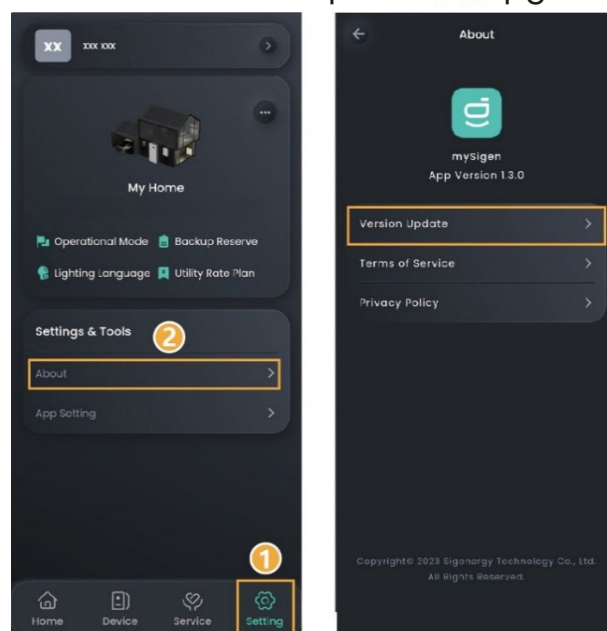 XX
xxx xxx
My Home
Operational Mode Backup Reserve
Lighting Language Utility Rate Plan
Settings & Tools
2
About
App Setting
1
Home Device Service Setting
About
mySigen
App Version 1.3.0
Version Update
Terms of Service
Privacy Policy
Copyright© 2023 Sigenergy Technology Co., Ltd.
All Rights Reserved